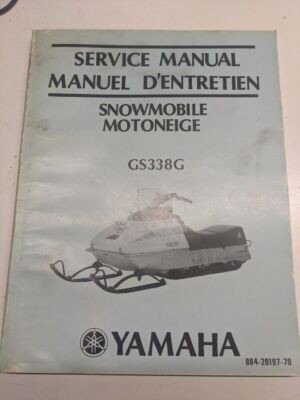 SERVICE MANUAL
MANUEL D'ENTRETIEN
SNOWMOBILE
MOTONEIGE
GS338G
YAMAHA
884-28197-70